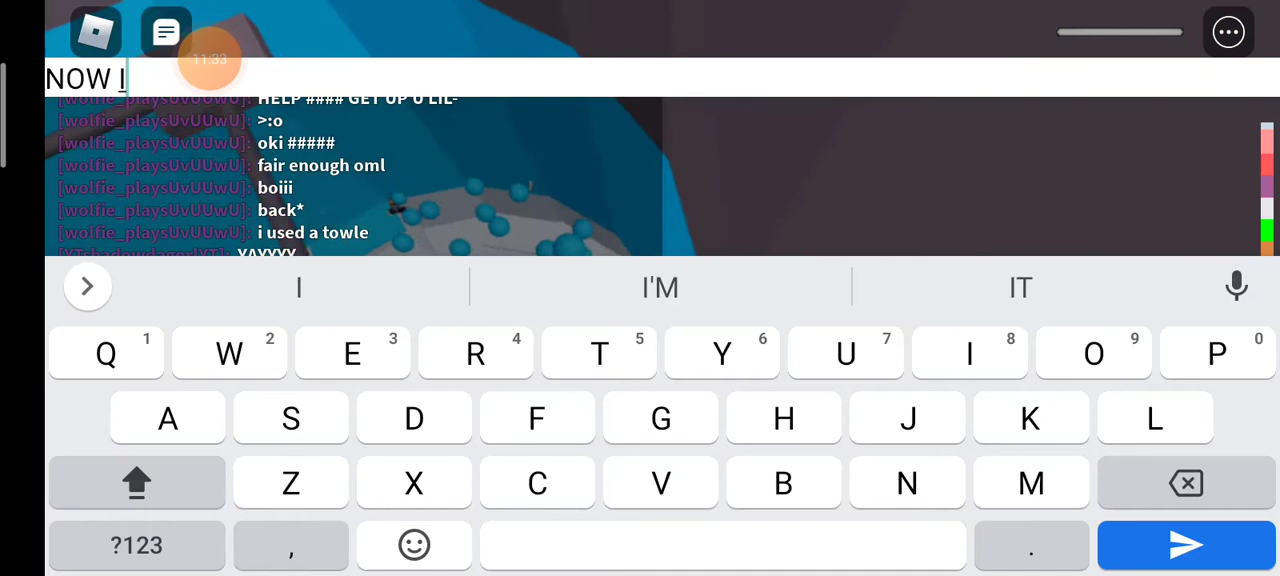 11:33
NOW I
[wolfie_playsUvUUwU]: HELP #### GET UP U LIL-
[wolfie_playsUvUUwU]: >:o
[wolfie_playsUvUUwU]: oki #####
[wolfie_playsUvUUwU]: fair enough oml
[wolfie_playsUvUUwU]: boiii
[wolfie_playsUvUUwU]: back*
[wolfie_playsUvUUwU]: i used a towle
YAYYYY
I I'M IT
Q 1 W 2 E 3 R 4 T 5 Y 6 U 7 I 8 O 9 P 0
A S D F G H J K L
Z X C V B N M
?123 , .